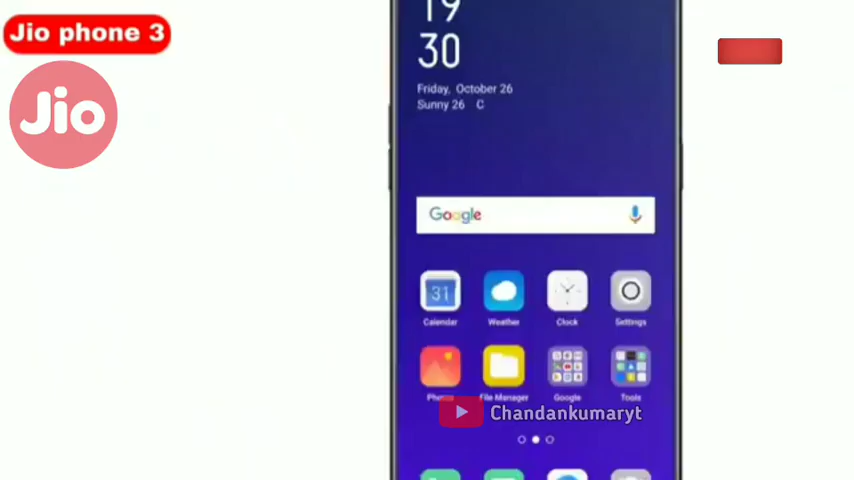 Jio phone 3
Jio
19
30
Friday, October 26
Sunny 26 C
Google
31
Calendar
Weather
Clock
Settings
Photos
File Manager
Google
Tools
Chandankumaryt